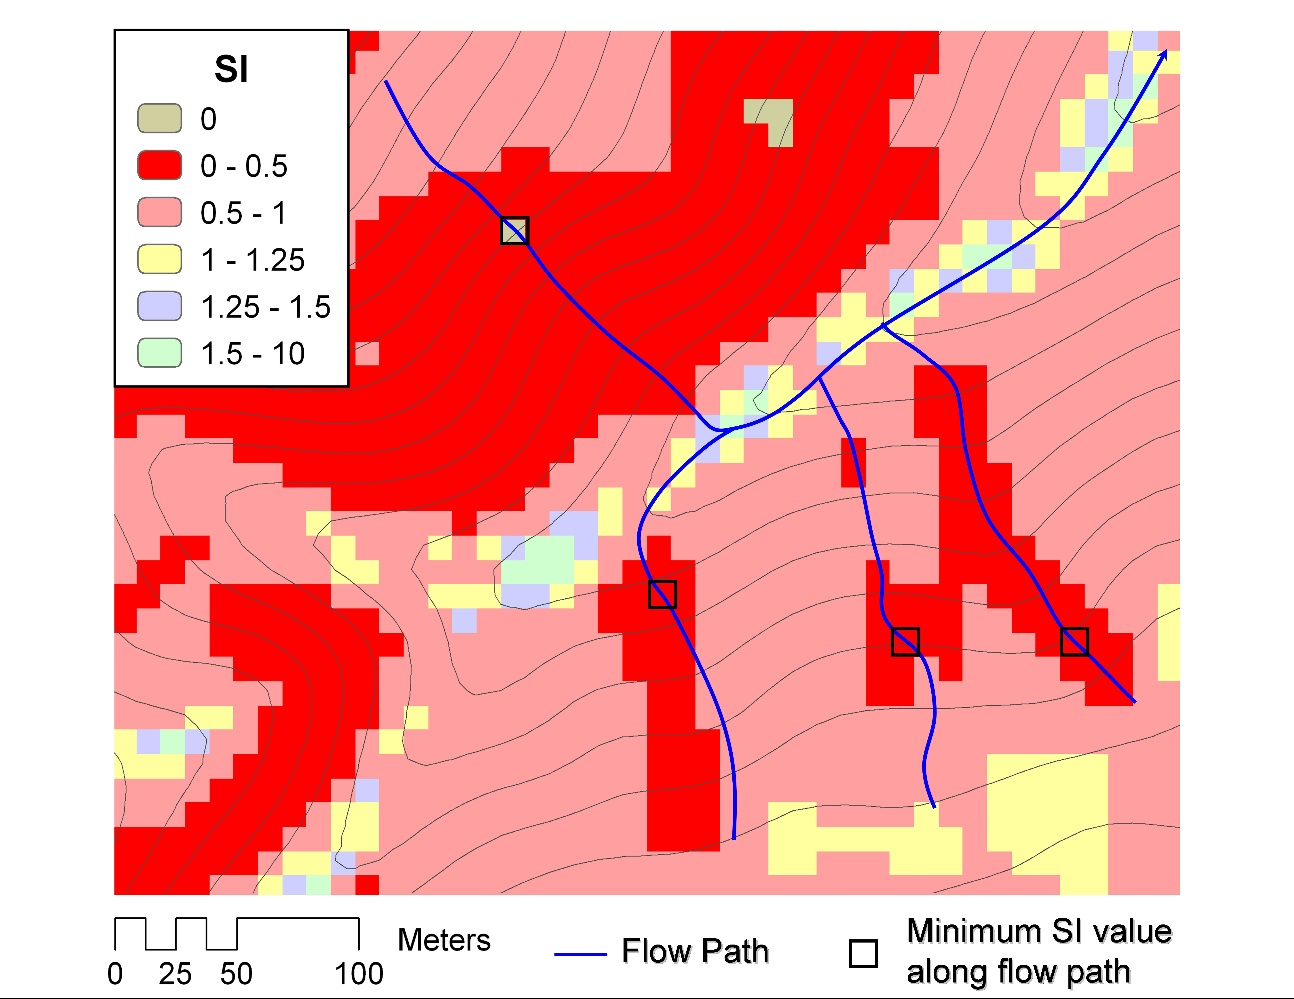 SI
0
0 - 0.5
0.5 - 1
1 - 1.25
1.25 - 1.5
1.5 - 10
0 25 50 100
Meters
Flow Path
Minimum SI value
along flow path